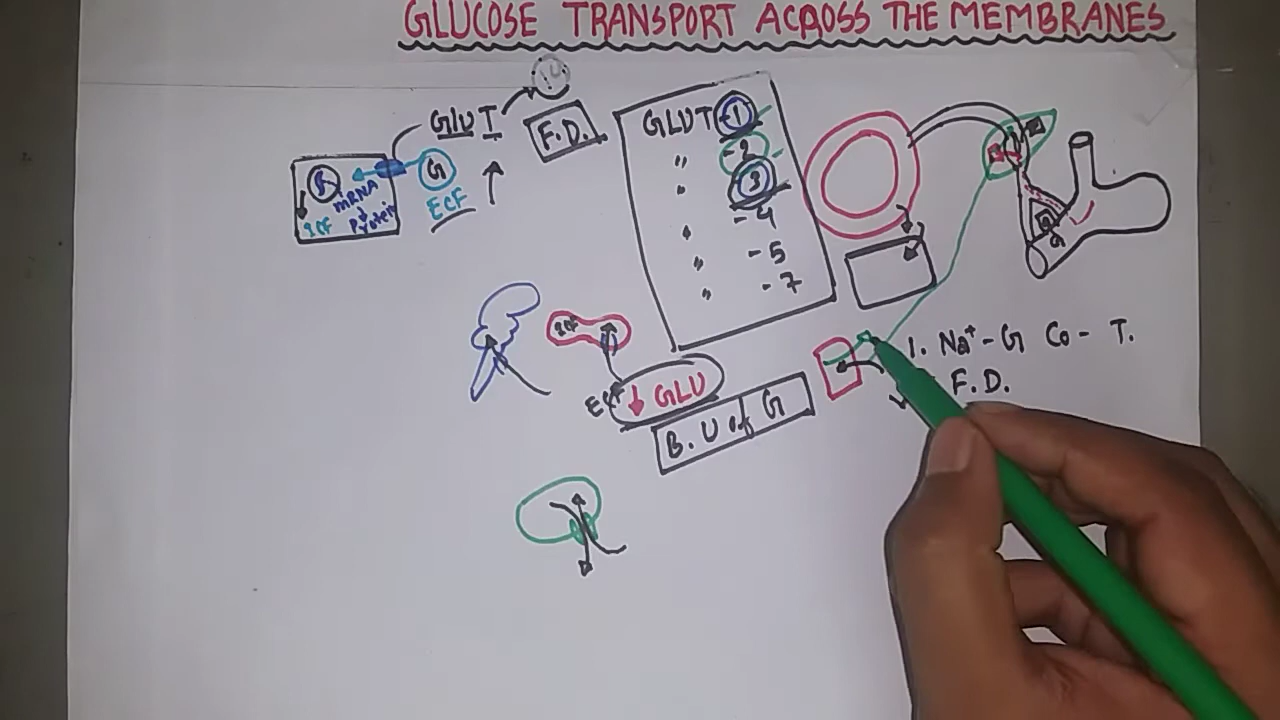 GLUCOSE TRANSPORT ACROSS THE MEMBRANES
GluT
F.D.
G
ECF
mRNA
Protein
ICF
GLUT -1
" -2
" 3
" -4
" -5
" -7
ECF ↓ GLU
B.U of G
1. Na+ - G Co - T.
F.D.